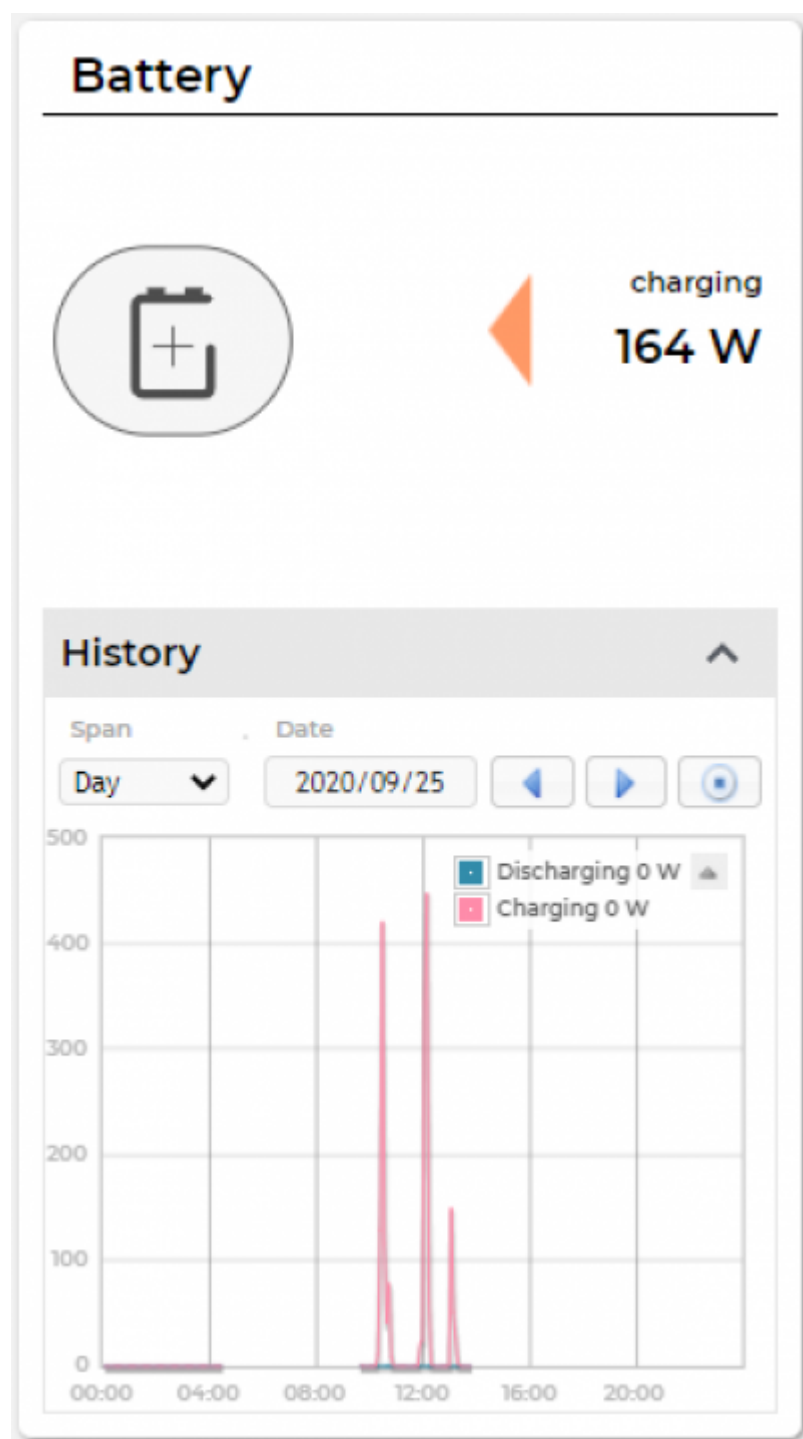 Battery
charging
164 W
History
Span . Date
Day 2020/09/25
500
Discharging 0 W
Charging 0 W
400
300
200
100
0
00:00 04:00 08:00 12:00 16:00 20:00